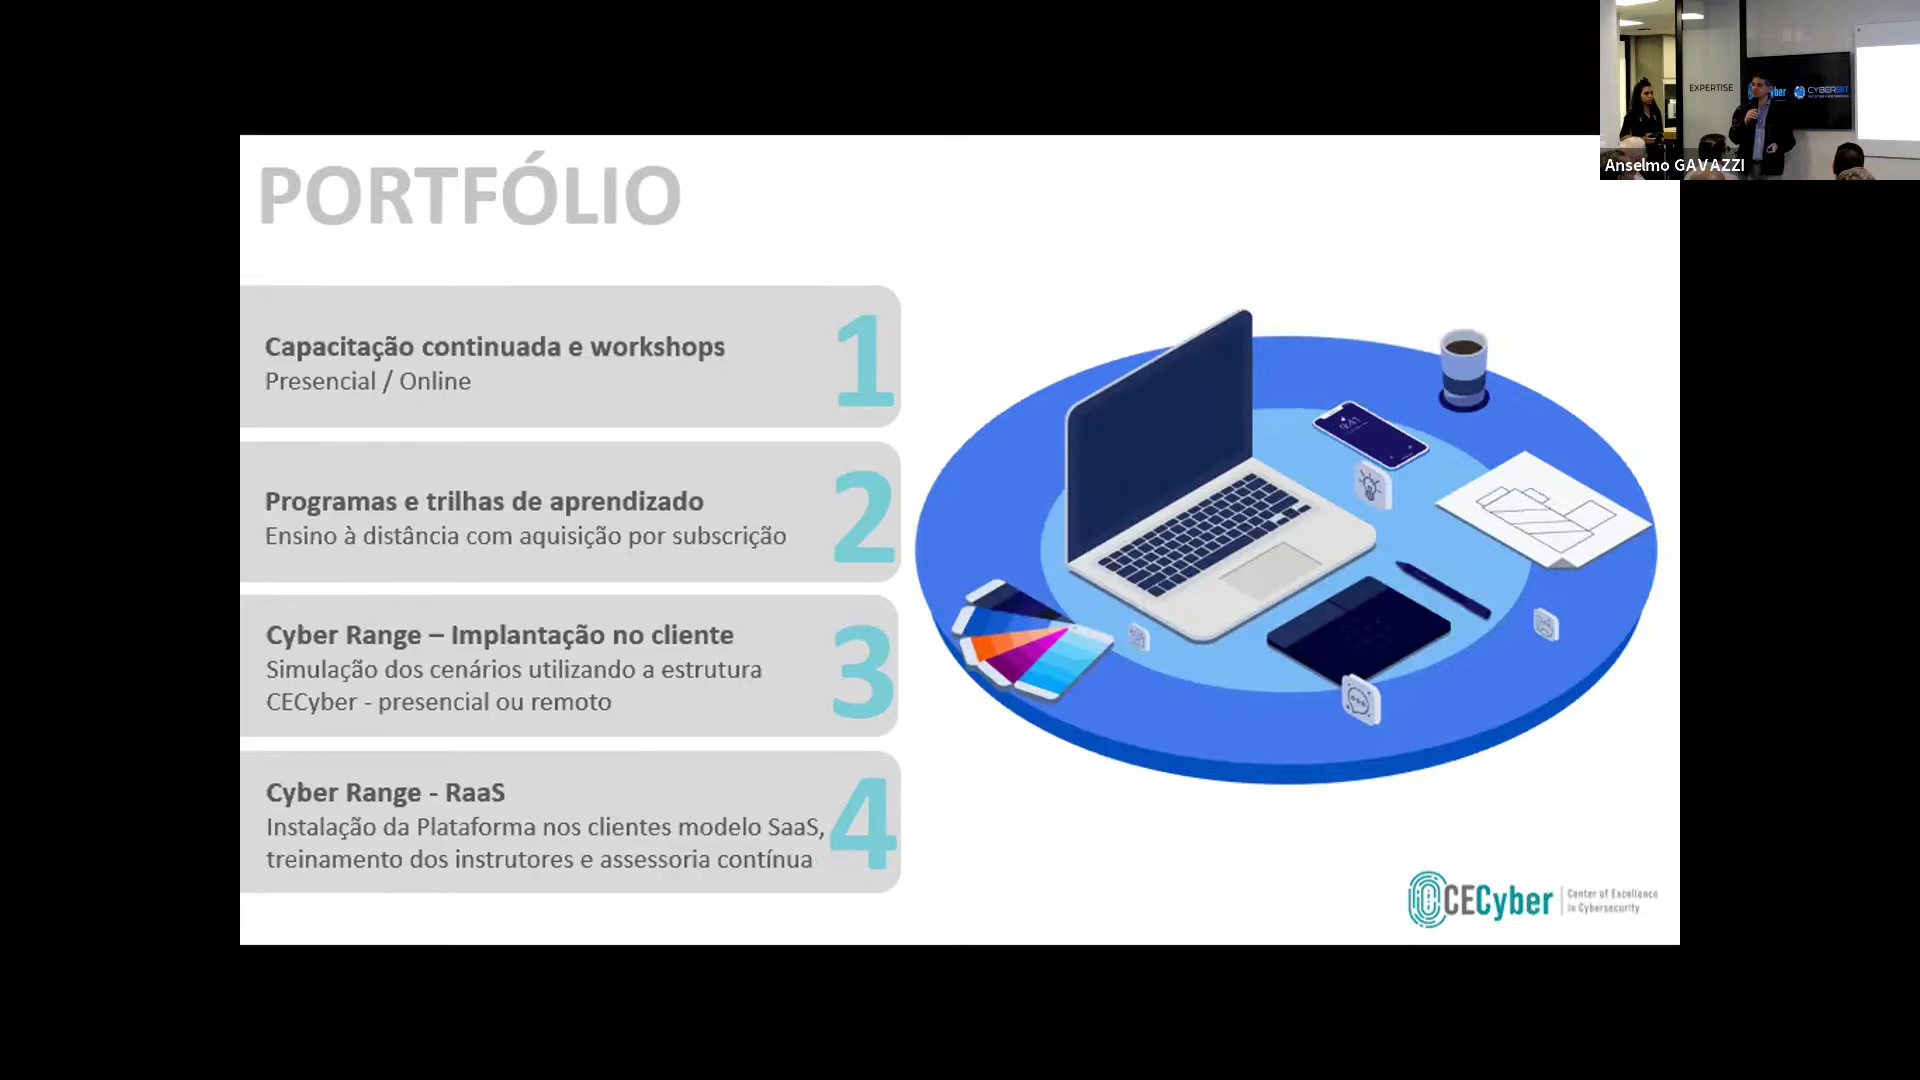 EXPERTISE
CYBERBIT
Anselmo GAVAZZI
PORTFÓLIO
Capacitação continuada e workshops
Presencial / Online
1
Programas e trilhas de aprendizado
Ensino à distância com aquisição por subscrição
2
Cyber Range – Implantação no cliente
Simulação dos cenários utilizando a estrutura
CECyber - presencial ou remoto
3
Cyber Range - RaaS
Instalação da Plataforma nos clientes modelo SaaS,
treinamento dos instrutores e assessoria contínua
4
9:41
CECyber
Center of Excellence
in Cybersecurity